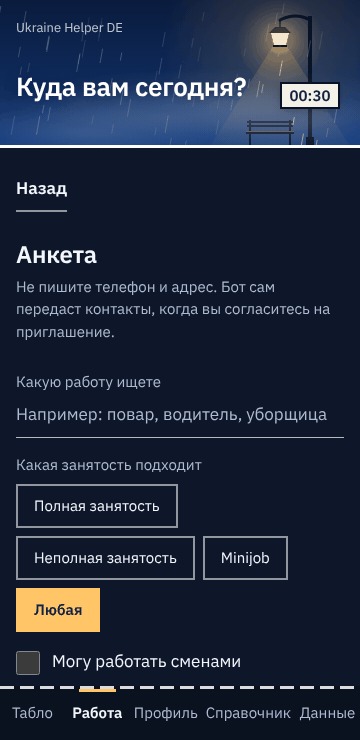 Ukraine Helper DE
Куда вам сегодня?
00:30
Назад
Анкета
Не пишите телефон и адрес. Бот сам
передаст контакты, когда вы согласитесь на
приглашение.
Какую работу ищете
Например: повар, водитель, уборщица
Какая занятость подходит
Полная занятость
Неполная занятость Minijob
Любая
Могу работать сменами
Табло Работа Профиль Справочник Данные